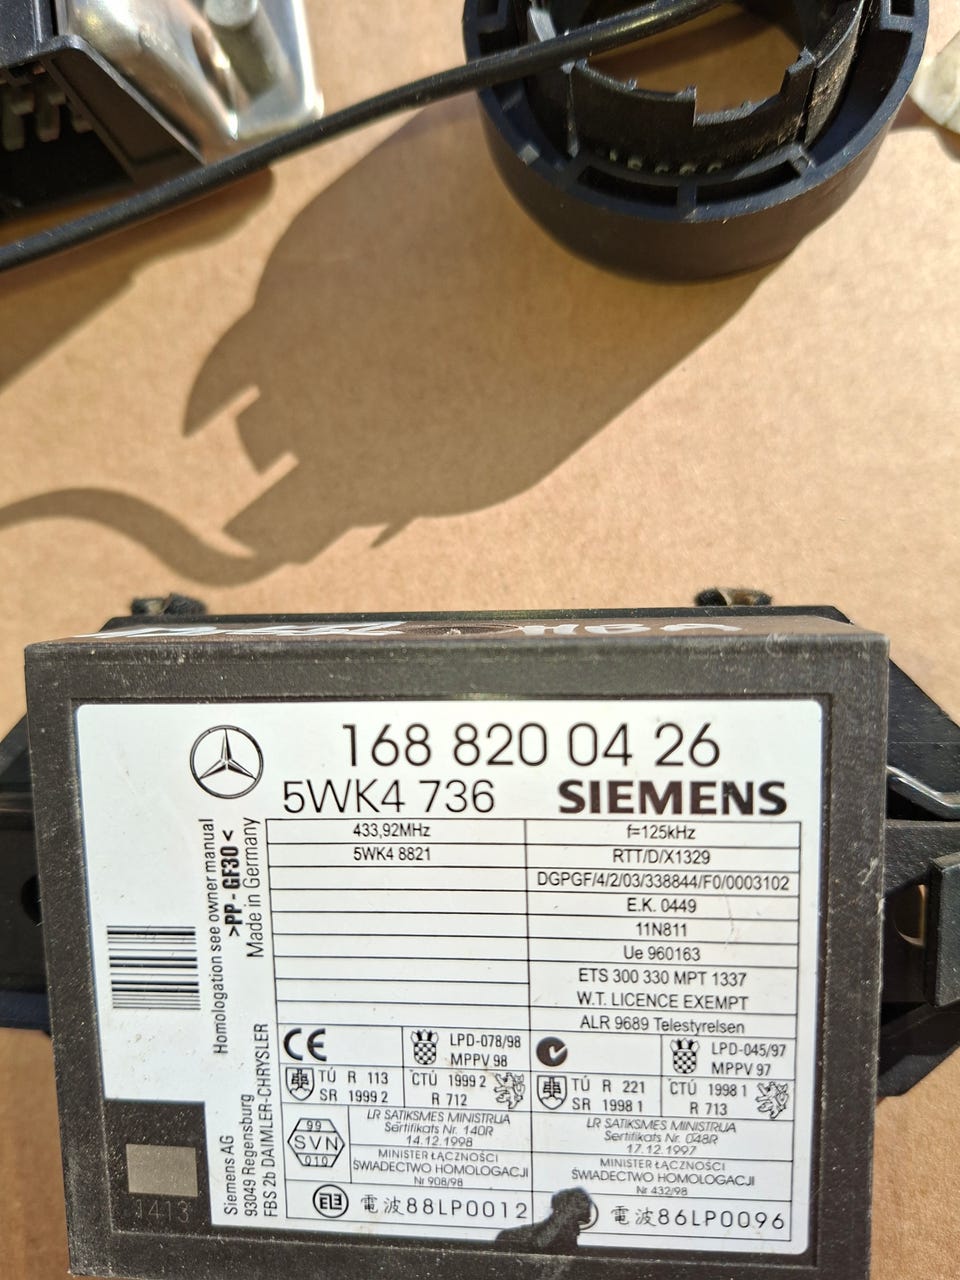 168 820 04 26
5WK4 736 SIEMENS
433,92MHz f=125kHz
5WK4 8821 RTT/D/X1329
DGPGF/4/2/03/338844/F0/0003102
E.K. 0449
11N811
Ue 960163
ETS 300 330 MPT 1337
W.T. LICENCE EXEMPT
ALR 9689 Telestyrelsen
CE LPD-078/98 LPD-045/97
MPPV 98 MPPV 97
TÚ R 113 ČTÚ 1999 2 TÚ R 221 ČTÚ 1998 1
SR 1999 2 R 712 SR 1998 1 R 713
LR SATIKSMES MINISTRIJA LR SATIKSMES MINISTRIJA
Sertifikats Nr. 140R Sertifikats Nr. 048R
14.12.1998 17.12.1997
99
SVN
010
MINISTER ŁĄCZNOŚCI MINISTER ŁĄCZNOŚCI
ŚWIADECTWO HOMOLOGACJI ŚWIADECTWO HOMOLOGACJI
Nr 908/98 Nr 432/98
電波88LP0012 電波86LP0096
Homologation see owner manual
>PP-GF30<
Made in Germany
Siemens AG
93049 Regensburg
FBS 2b DAIMLER-CHRYSLER
1413